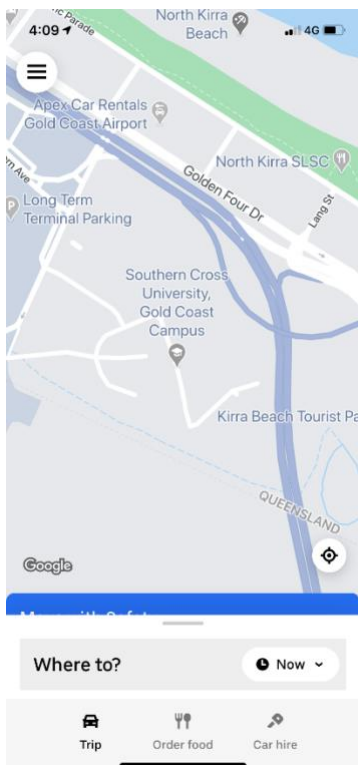 North Kirra
Beach
4:09
4G
ic Parade
Apex Car Rentals
Gold Coast Airport
North Kirra SLSC
Golden Four Dr
Lang St
Long Term
Terminal Parking
Southern Cross
University,
Gold Coast
Campus
Kirra Beach Tourist Pa
QUEENSLAND
Google
Where to?
Now
Trip
Order food
Car hire